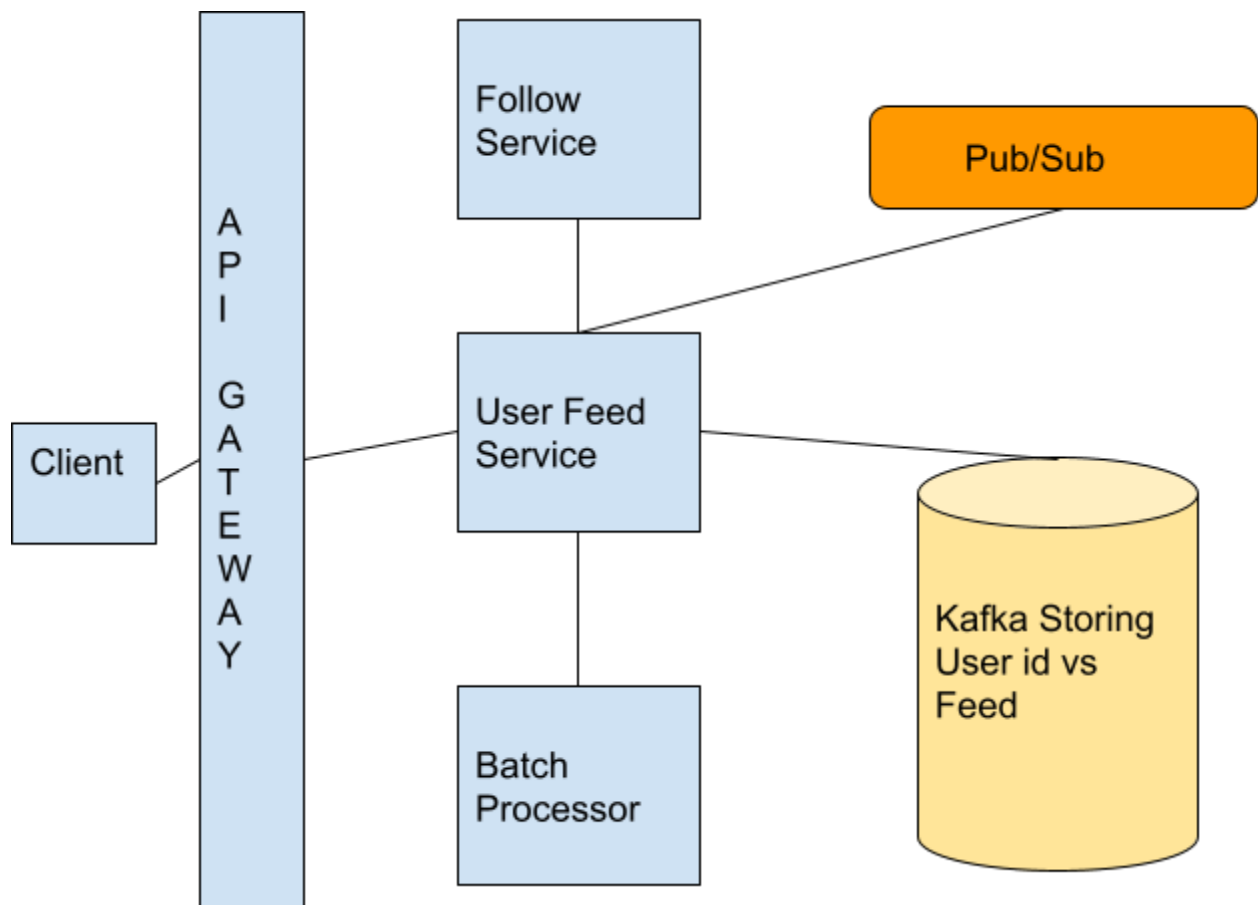 Follow
Service
Pub/Sub
A
P
I
G
A
T
E
W
A
Y
Client
User Feed
Service
Kafka Storing
User id vs
Feed
Batch
Processor